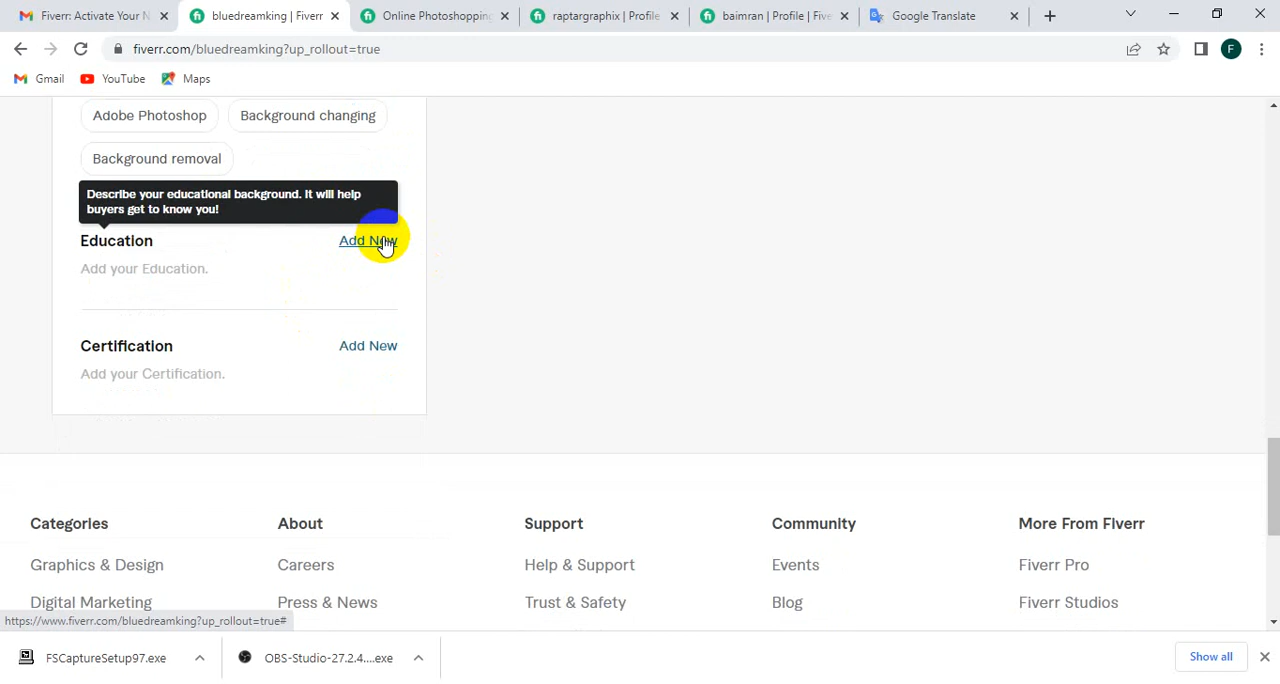 Fiverr: Activate Your N
bluedreamking | Fiverr
Online Photoshopping
raptargraphix | Profile
baimran | Profile | Five
Google Translate
fiverr.com/bluedreamking?up_rollout=true
F
Gmail
YouTube
Maps
Adobe Photoshop
Background changing
Background removal
Describe your educational background. It will help
buyers get to know you!
Education
Add New
Add your Education.
Certification
Add New
Add your Certification.
Categories
About
Support
Community
More From Fiverr
Graphics & Design
Careers
Help & Support
Events
Fiverr Pro
Digital Marketing
Press & News
Trust & Safety
Blog
Fiverr Studios
https://www.fiverr.com/bluedreamking?up_rollout=true#
FSCaptureSetup97.exe
OBS-Studio-27.2.4....exe
Show all